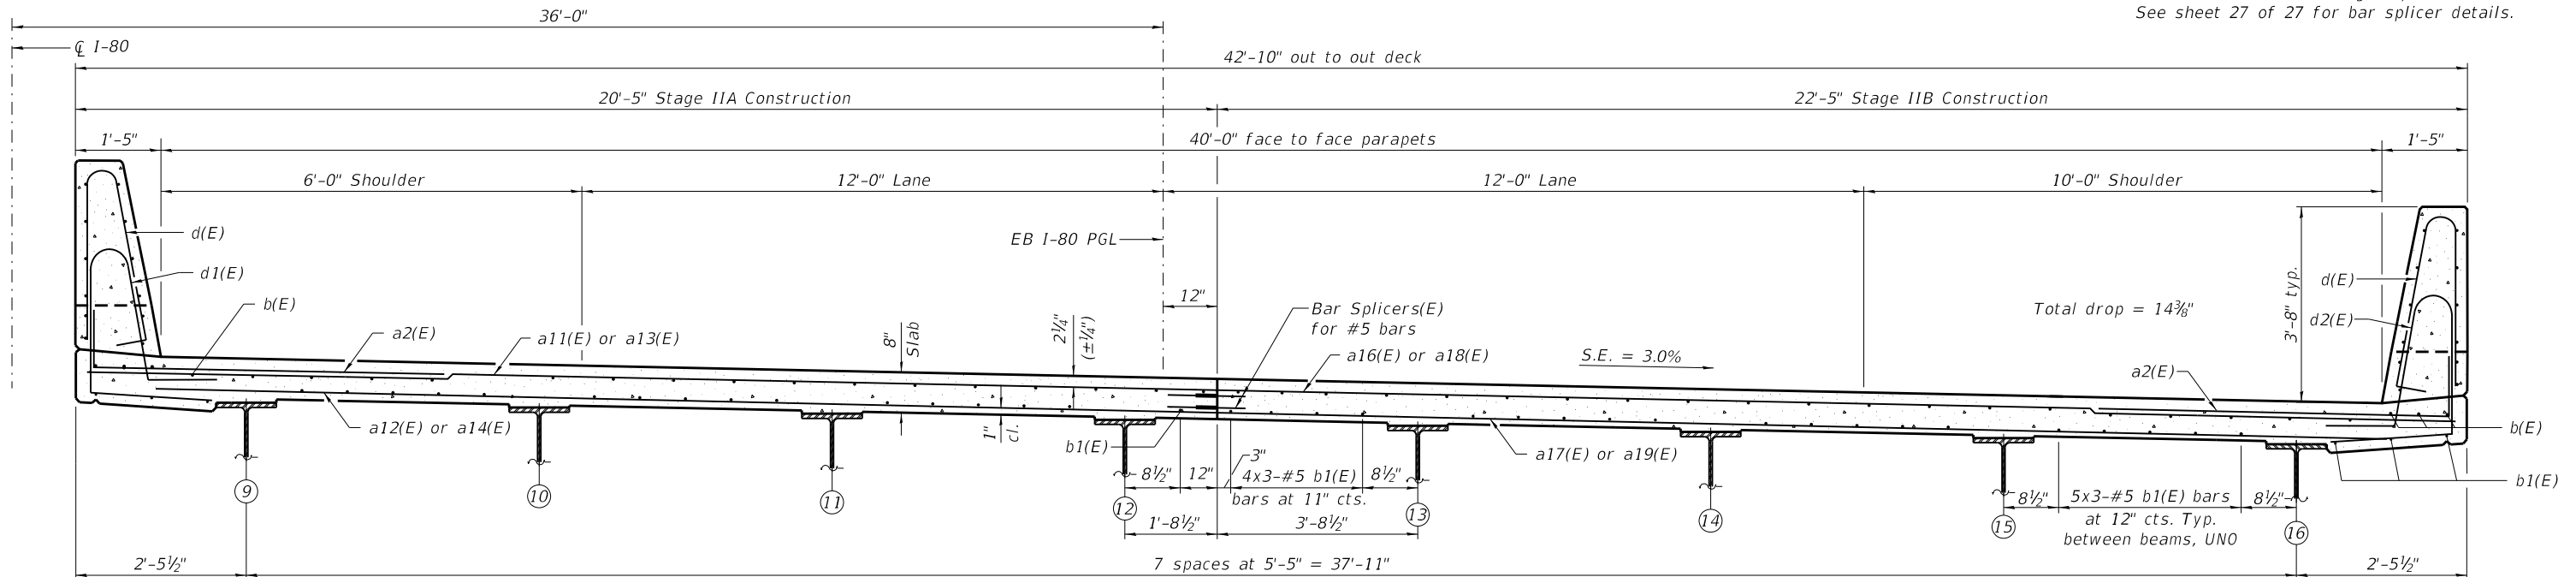 36'-0"
See sheet 27 of 27 for bar splicer details.
℄ I-80
42'-10" out to out deck
20'-5" Stage IIA Construction
22'-5" Stage IIB Construction
1'-5"
40'-0" face to face parapets
1'-5"
6'-0" Shoulder
12'-0" Lane
12'-0" Lane
10'-0" Shoulder
d(E)
EB I-80 PGL
d1(E)
d(E)
3'-8" typ.
b(E)
12"
Bar Splicers(E)
for #5 bars
Total drop = 14⅜"
d2(E)
a2(E)
a11(E) or a13(E)
8"
Slab
2¼"
(±¼")
a16(E) or a18(E)
S.E. = 3.0%
a2(E)
a12(E) or a14(E)
1"
cl.
b1(E)
a17(E) or a19(E)
b(E)
b1(E)
3"
8½"
12"
4x3-#5 b1(E)
bars at 11" cts.
8½"
8½"
5x3-#5 b1(E) bars
at 12" cts. Typ.
between beams, UNO
8½"
9
10
11
12
13
14
15
16
1'-8½"
3'-8½"
2'-5½"
7 spaces at 5'-5" = 37'-11"
2'-5½"